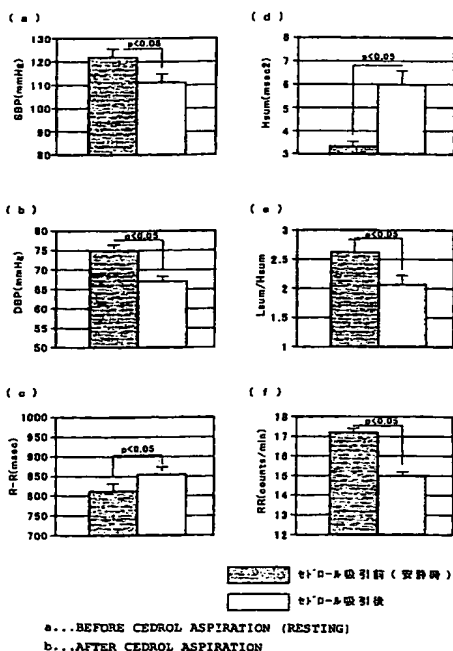 (a)
SBP(mmHg)
130
120
110
100
90
80
p<0.05
(d)
Hsum(msec2)
7
6
5
4
3
p<0.05
(b)
DBP(mmHg)
80
75
70
65
60
55
50
p<0.05
(e)
Lsum/Hsum
3
2.5
2
1.5
1
p<0.05
(c)
R-R(msec)
1000
950
900
850
800
750
700
p<0.05
(f)
RR(counts/min)
18
17
16
15
14
13
12
p<0.05
セドロール吸引前(安静時)
セドロール吸引後
a...BEFORE CEDROL ASPIRATION (RESTING)
b...AFTER CEDROL ASPIRATION